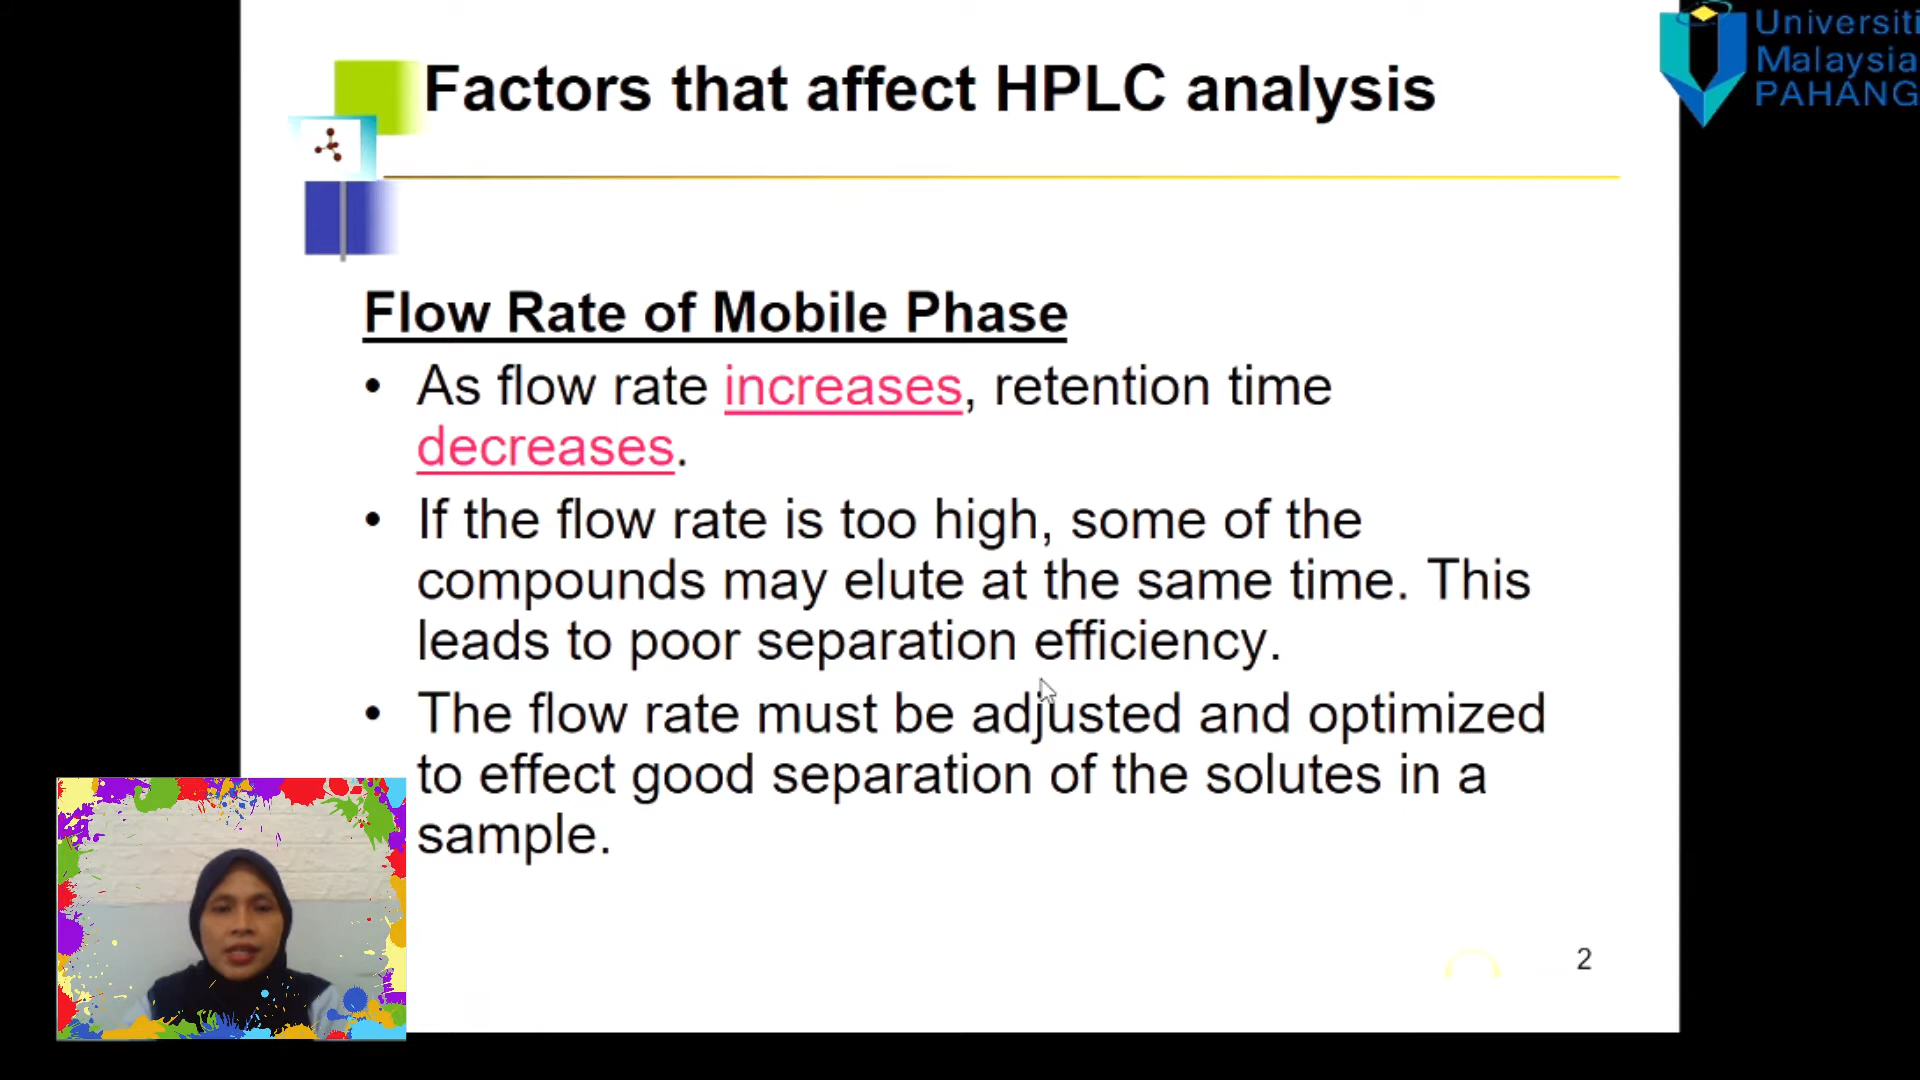 Universiti
Malaysia
PAHANG
Factors that affect HPLC analysis
Flow Rate of Mobile Phase
• As flow rate increases, retention time
decreases.
• If the flow rate is too high, some of the
compounds may elute at the same time. This
leads to poor separation efficiency.
• The flow rate must be adjusted and optimized
to effect good separation of the solutes in a
sample.
2